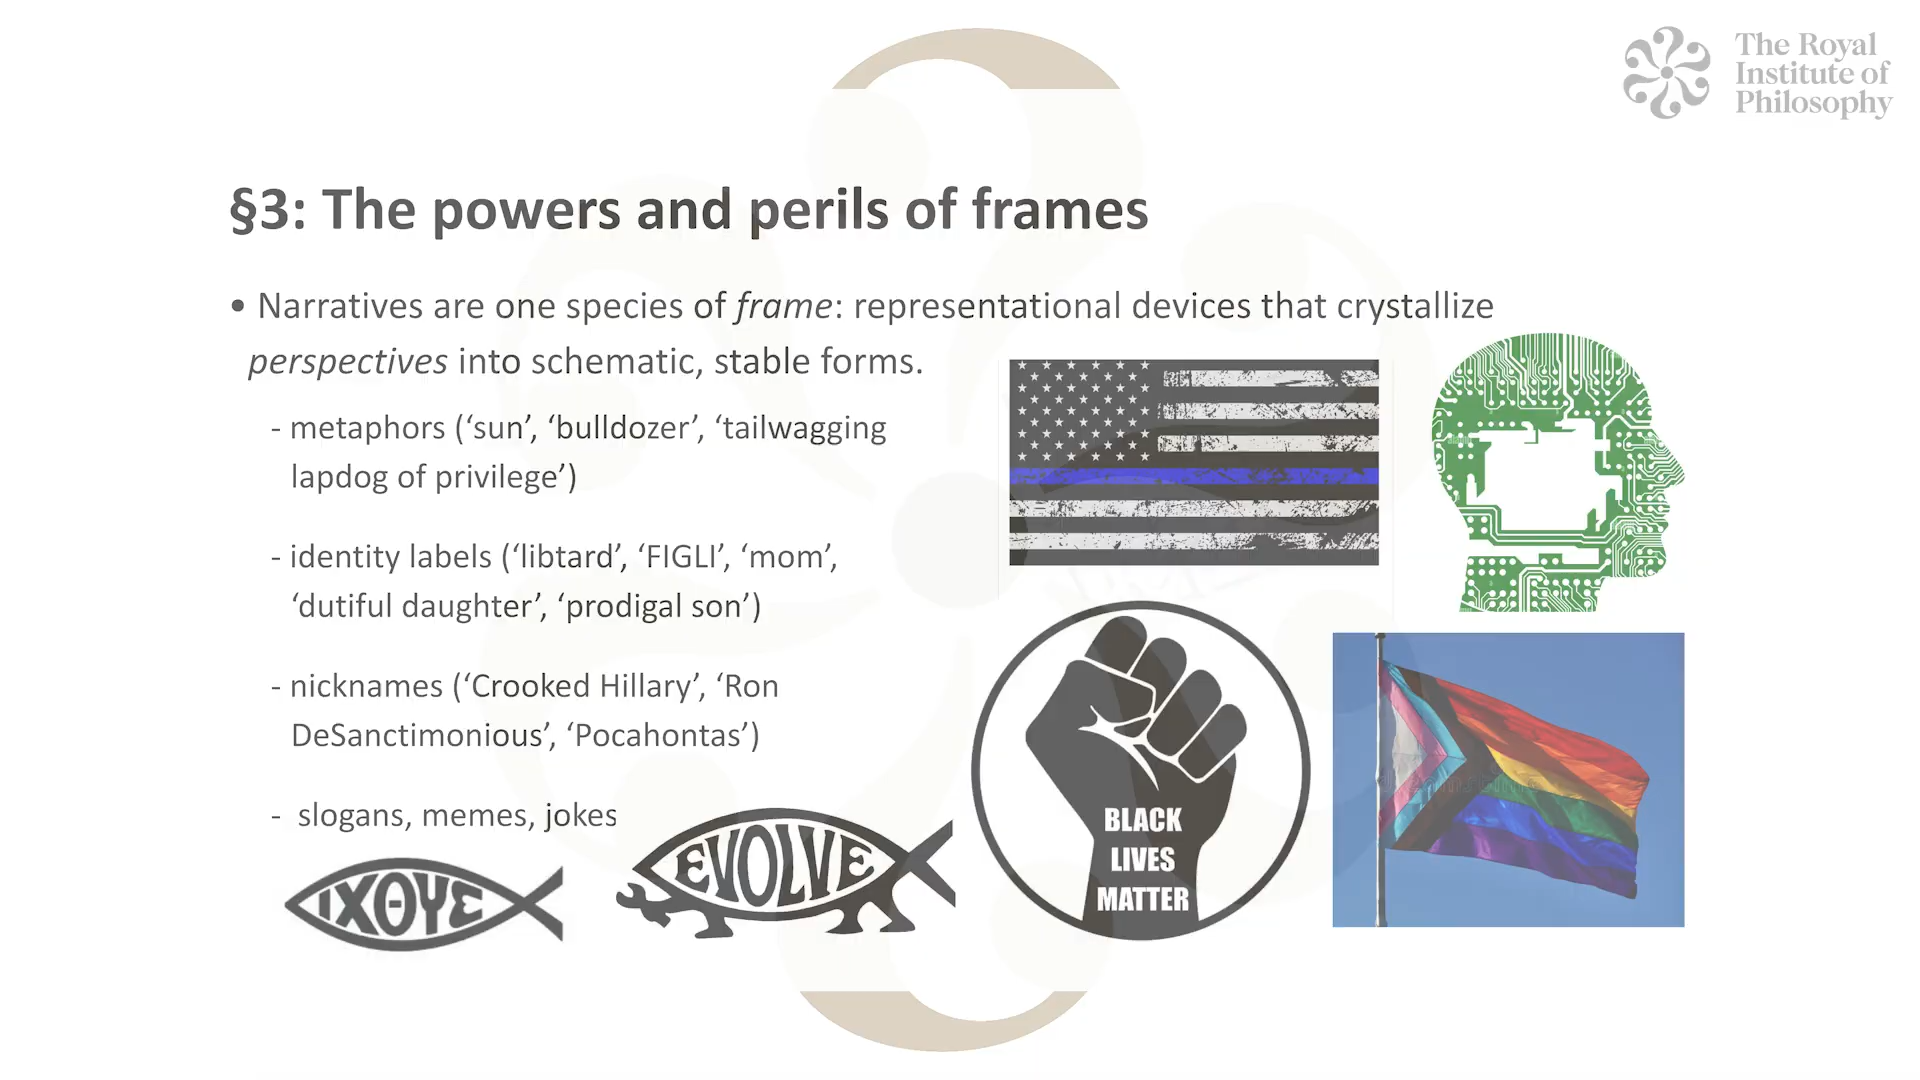 The Royal
Institute of
Philosophy
§3: The powers and perils of frames
• Narratives are one species of frame: representational devices that crystallize
perspectives into schematic, stable forms.
- metaphors (‘sun’, ‘bulldozer’, ‘tailwagging
lapdog of privilege’)
- identity labels (‘libtard’, ‘FIGLI’, ‘mom’,
‘dutiful daughter’, ‘prodigal son’)
- nicknames (‘Crooked Hillary’, ‘Ron
DeSanctimonious’, ‘Pocahontas’)
- slogans, memes, jokes
ΙΧΘΥΣ
EVOLVE
BLACK
LIVES
MATTER